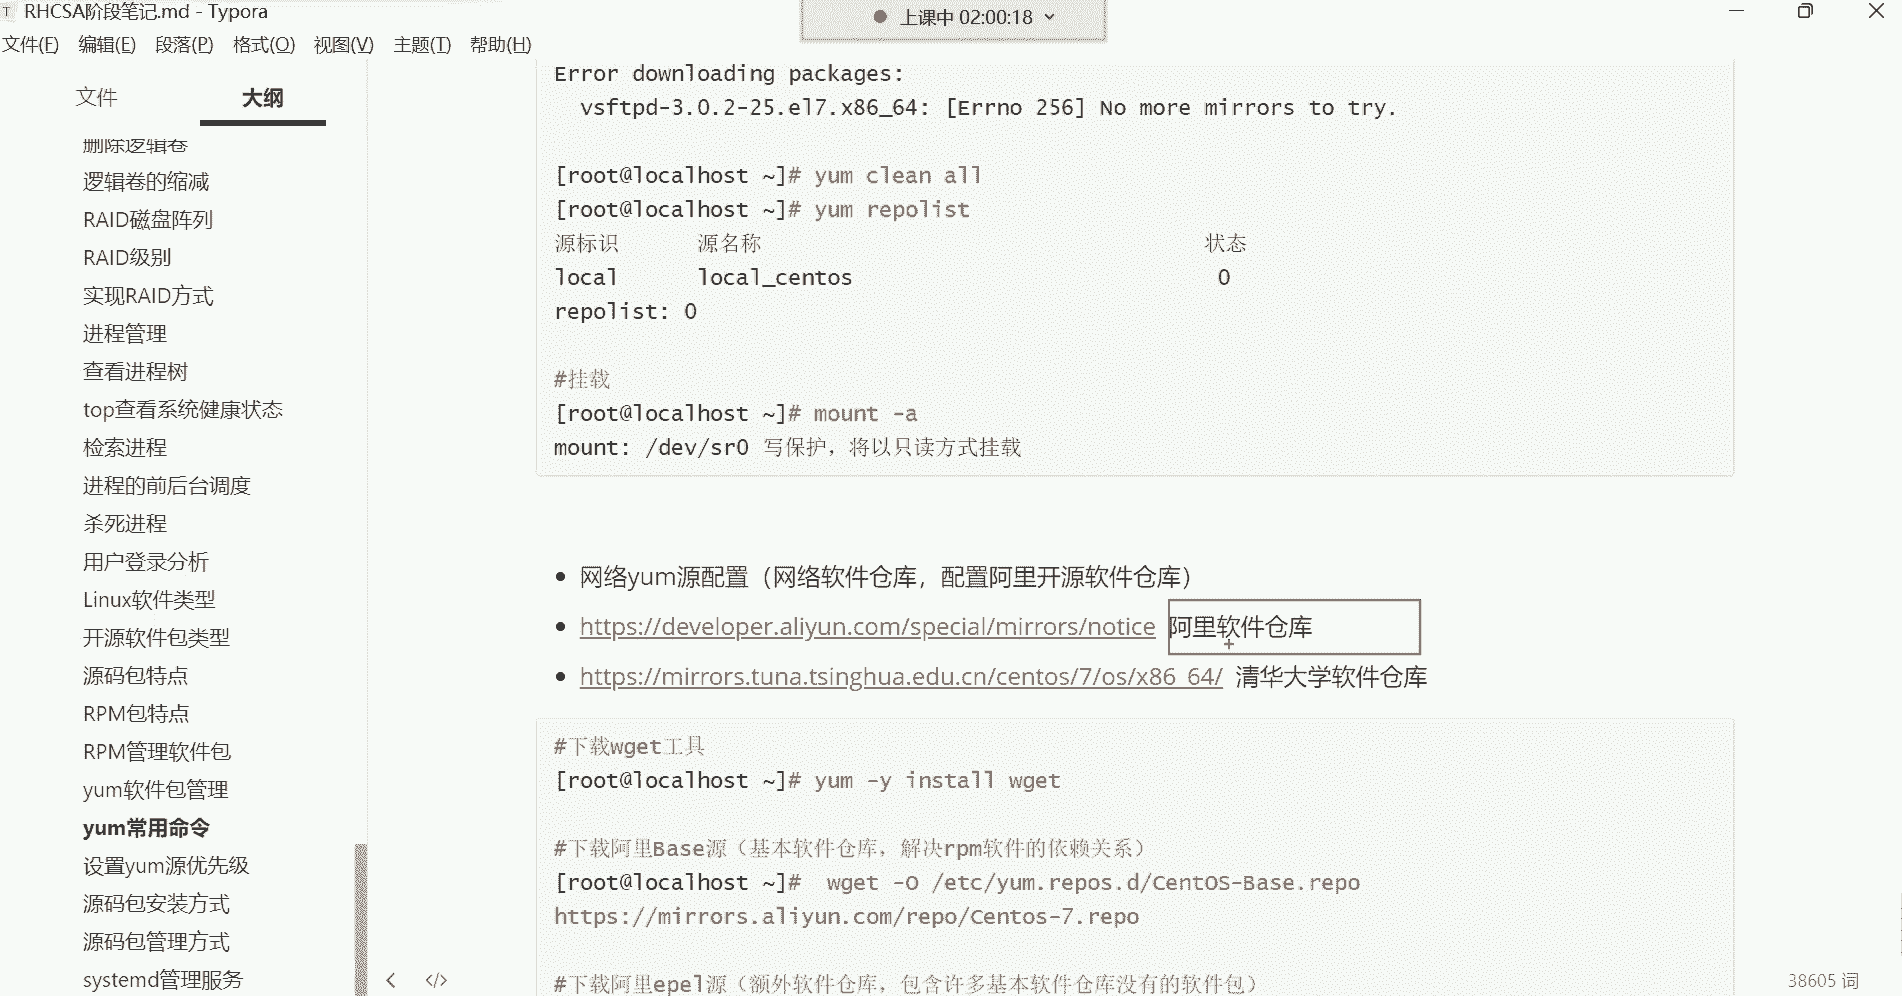 RHCSA阶段笔记.md - Typora
上课中 02:00:18
文件(F) 编辑(E) 段落(P) 格式(O) 视图(V) 主题(T) 帮助(H)
文件 大纲
删除逻辑卷
逻辑卷的缩减
RAID磁盘阵列
RAID级别
实现RAID方式
进程管理
查看进程树
top查看系统健康状态
检索进程
进程的前后台调度
杀死进程
用户登录分析
Linux软件类型
开源软件包类型
源码包特点
RPM包特点
RPM管理软件包
yum软件包管理
yum常用命令
设置yum源优先级
源码包安装方式
源码包管理方式
systemd管理服务
Error downloading packages:
vsftpd-3.0.2-25.el7.x86_64: [Errno 256] No more mirrors to try.
[root@localhost ~]# yum clean all
[root@localhost ~]# yum repolist
源标识 源名称 状态
local local_centos 0
repolist: 0
#挂载
[root@localhost ~]# mount -a
mount: /dev/sr0 写保护，将以只读方式挂载
网络yum源配置（网络软件仓库，配置阿里开源软件仓库）
https://developer.aliyun.com/special/mirrors/notice 阿里软件仓库
https://mirrors.tuna.tsinghua.edu.cn/centos/7/os/x86_64/ 清华大学软件仓库
#下载wget工具
[root@localhost ~]# yum -y install wget
#下载阿里Base源（基本软件仓库，解决rpm软件的依赖关系）
[root@localhost ~]# wget -O /etc/yum.repos.d/CentOS-Base.repo
https://mirrors.aliyun.com/repo/Centos-7.repo
#下载阿里epel源（额外软件仓库，包含许多基本软件仓库没有的软件包）
38605 词